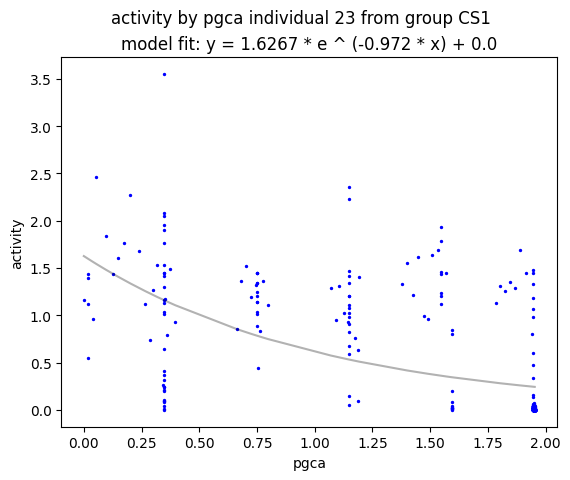 activity by pgca individual 23 from group CS1
model fit: y = 1.6267 * e ^ (-0.972 * x) + 0.0
3.5
3.0
2.5
2.0
1.5
1.0
0.5
0.0
activity
0.00 0.25 0.50 0.75 1.00 1.25 1.50 1.75 2.00
pgca